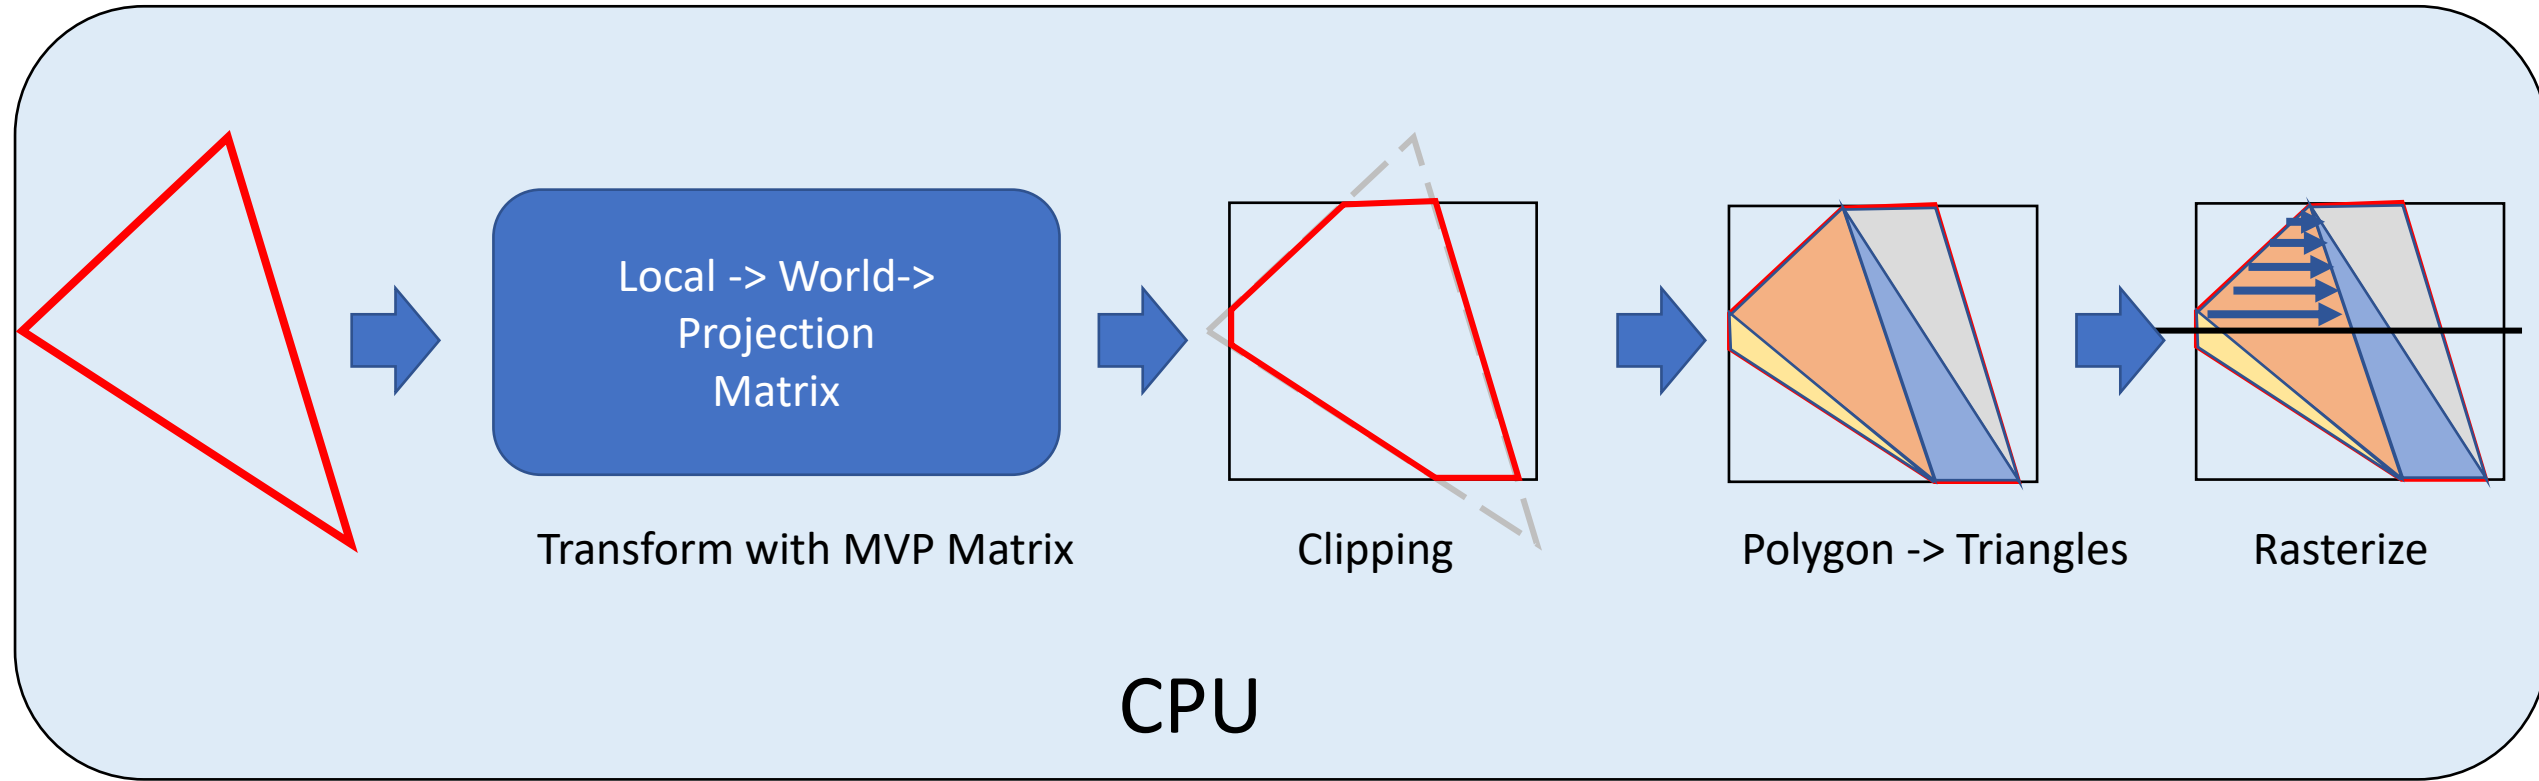 Local -> World->
Projection
Matrix
Transform with MVP Matrix
Clipping
Polygon -> Triangles
Rasterize
CPU